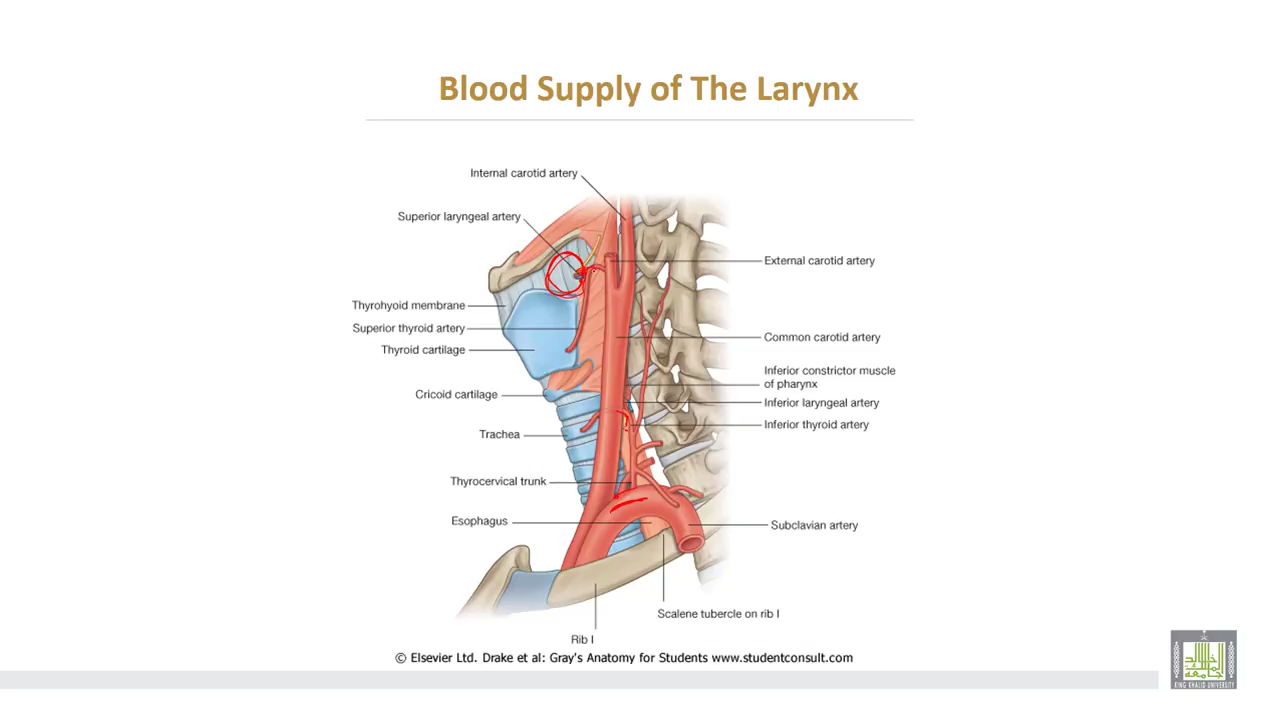 Blood Supply of The Larynx
Internal carotid artery
Superior laryngeal artery
External carotid artery
Thyrohyoid membrane
Superior thyroid artery
Thyroid cartilage
Common carotid artery
Inferior constrictor muscle
of pharynx
Cricoid cartilage
Inferior laryngeal artery
Inferior thyroid artery
Trachea
Thyrocervical trunk
Esophagus
Subclavian artery
Scalene tubercle on rib I
Rib I
© Elsevier Ltd. Drake et al: Gray's Anatomy for Students www.studentconsult.com
KING KHALID UNIVERSITY